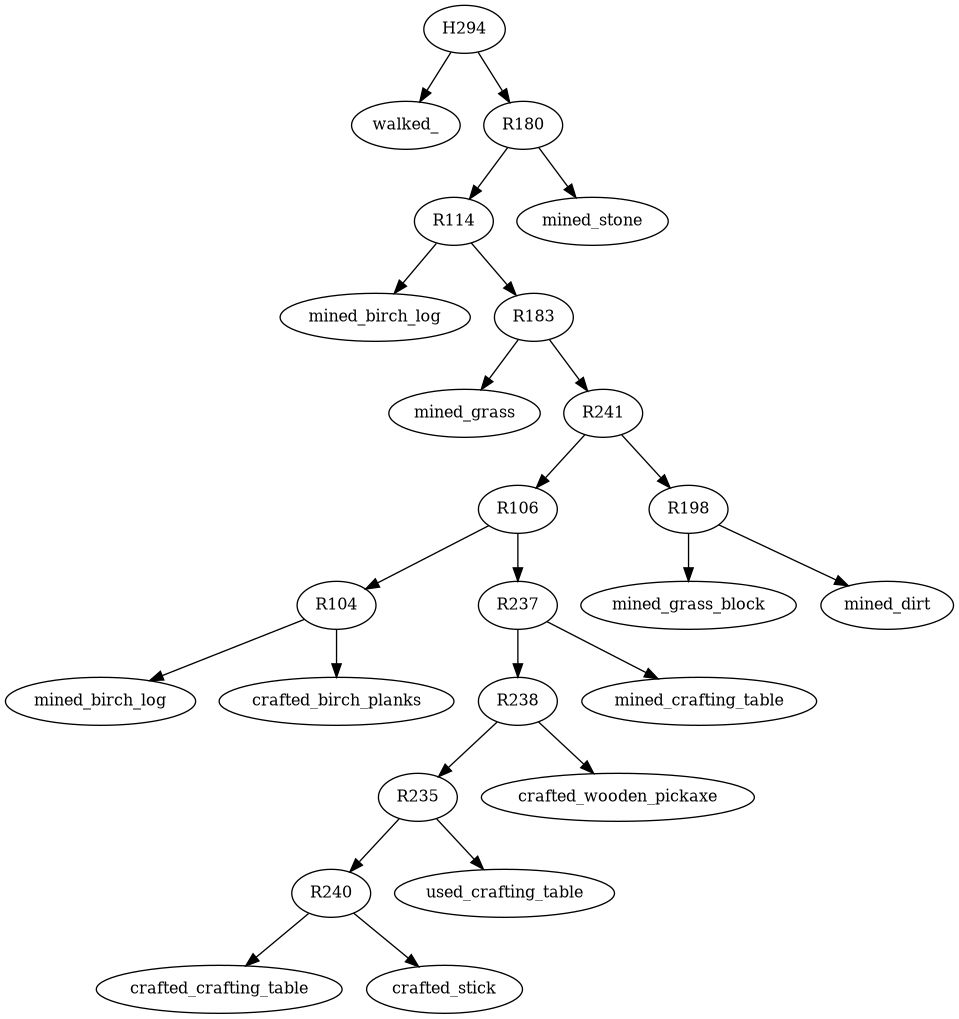 H294
walked_
R180
R114
mined_stone
mined_birch_log
R183
mined_grass
R241
R106
R198
R104
R237
mined_grass_block
mined_dirt
mined_birch_log
crafted_birch_planks
R238
mined_crafting_table
R235
crafted_wooden_pickaxe
R240
used_crafting_table
crafted_crafting_table
crafted_stick